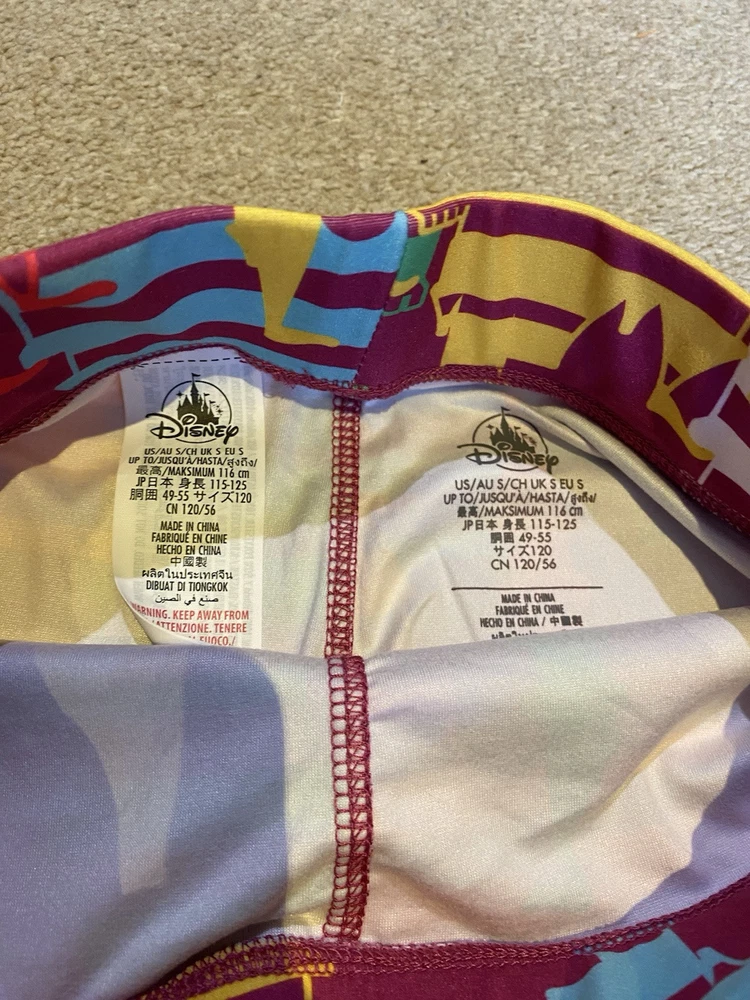 DISNEY
US/AU S/CH UK S EU S
UP TO/JUSQU'À/HASTA/สูงถึง/
最高/MAKSIMUM 116 cm
JP日本 身長 115-125
胴囲 49-55 サイズ120
CN 120/56
MADE IN CHINA
FABRIQUÉ EN CHINE
HECHO EN CHINA
中國製
ผลิตในประเทศจีน
DIBUAT DI TIONGKOK
صنع في الصين
WARNING. KEEP AWAY FROM
/ATTENZIONE. TENERE
FUOCO./
DISNEY
US/AU S/CH UK S EU S
UP TO/JUSQU'À/HASTA/สูงถึง/
最高/MAKSIMUM 116 cm
JP日本 身長 115-125
胴囲 49-55
サイズ120
CN 120/56
MADE IN CHINA
FABRIQUÉ EN CHINE
HECHO EN CHINA / 中國製